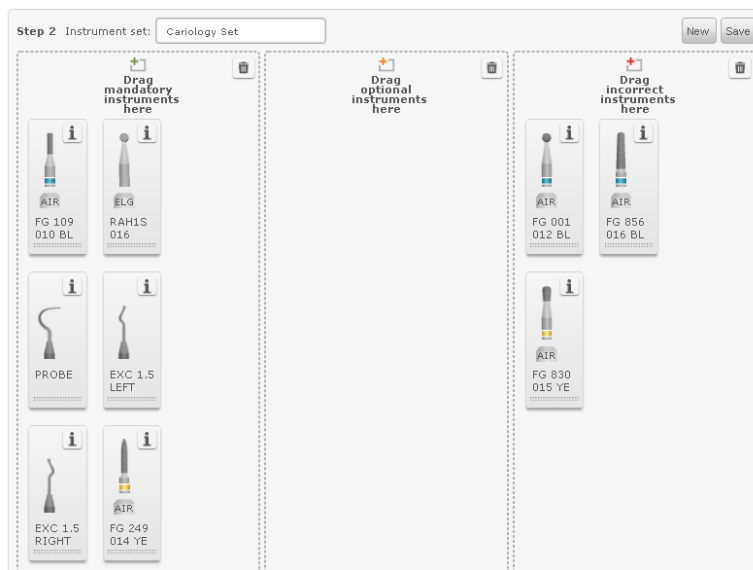 Step 2 Instrument set: Cariology Set New Save
Drag
mandatory
instruments
here
Drag
optional
instruments
here
Drag
incorrect
instruments
here
i
AIR
FG 109
010 BL
i
ELG
RAH1S
016
i
AIR
FG 001
012 BL
i
AIR
FG 856
016 BL
i
PROBE
i
EXC 1.5
LEFT
i
AIR
FG 830
015 YE
i
EXC 1.5
RIGHT
i
AIR
FG 249
014 YE